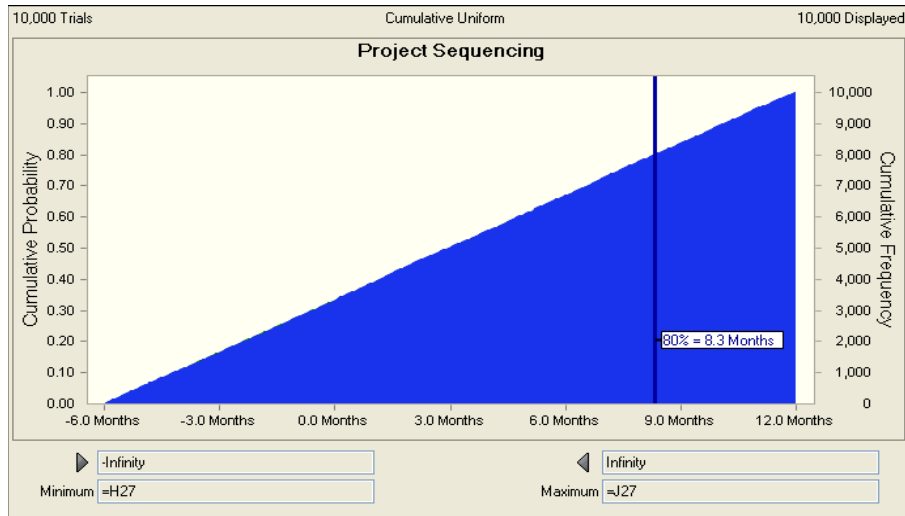 10,000 Trials Cumulative Uniform 10,000 Displayed
Project Sequencing
Cumulative Probability
1.00
0.90
0.80
0.70
0.60
0.50
0.40
0.30
0.20
0.10
0.00
10,000
9,000
8,000
7,000
6,000
5,000
4,000
3,000
2,000
1,000
0
Cumulative Frequency
80% = 8.3 Months
-6.0 Months -3.0 Months 0.0 Months 3.0 Months 6.0 Months 9.0 Months 12.0 Months
-Infinity Infinity
Minimum =H27 Maximum =J27